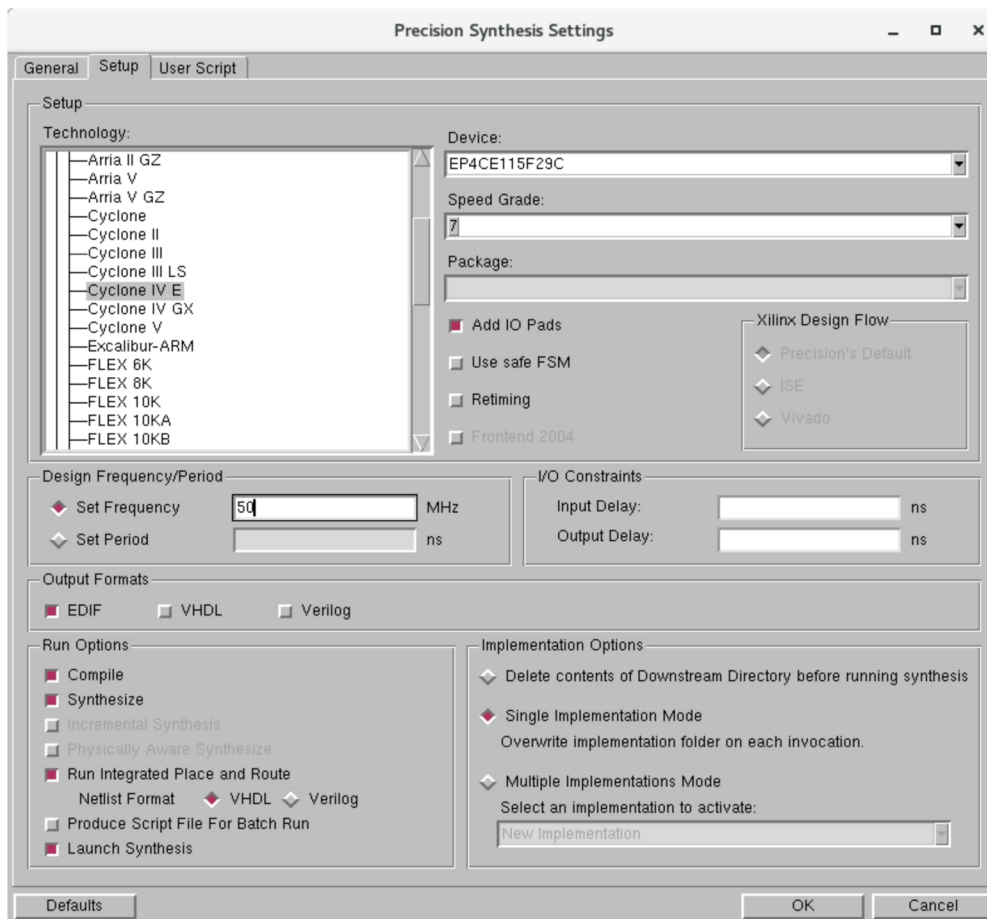 Precision Synthesis Settings
General Setup User Script
Setup
Technology:
Arria II GZ
Arria V
Arria V GZ
Cyclone
Cyclone II
Cyclone III
Cyclone III LS
Cyclone IV E
Cyclone IV GX
Cyclone V
Excalibur-ARM
FLEX 6K
FLEX 8K
FLEX 10K
FLEX 10KA
FLEX 10KB
Device:
EP4CE115F29C
Speed Grade:
7
Package:
Add IO Pads
Use safe FSM
Retiming
Frontend 2004
Xilinx Design Flow
Precision's Default
ISE
Vivado
Design Frequency/Period
Set Frequency 50 MHz
Set Period ns
I/O Constraints
Input Delay: ns
Output Delay: ns
Output Formats
EDIF VHDL Verilog
Run Options
Compile
Synthesize
Incremental Synthesis
Physically Aware Synthesize
Run Integrated Place and Route
Netlist Format VHDL Verilog
Produce Script File For Batch Run
Launch Synthesis
Implementation Options
Delete contents of Downstream Directory before running synthesis
Single Implementation Mode
Overwrite implementation folder on each invocation.
Multiple Implementations Mode
Select an implementation to activate:
New Implementation
Defaults OK Cancel